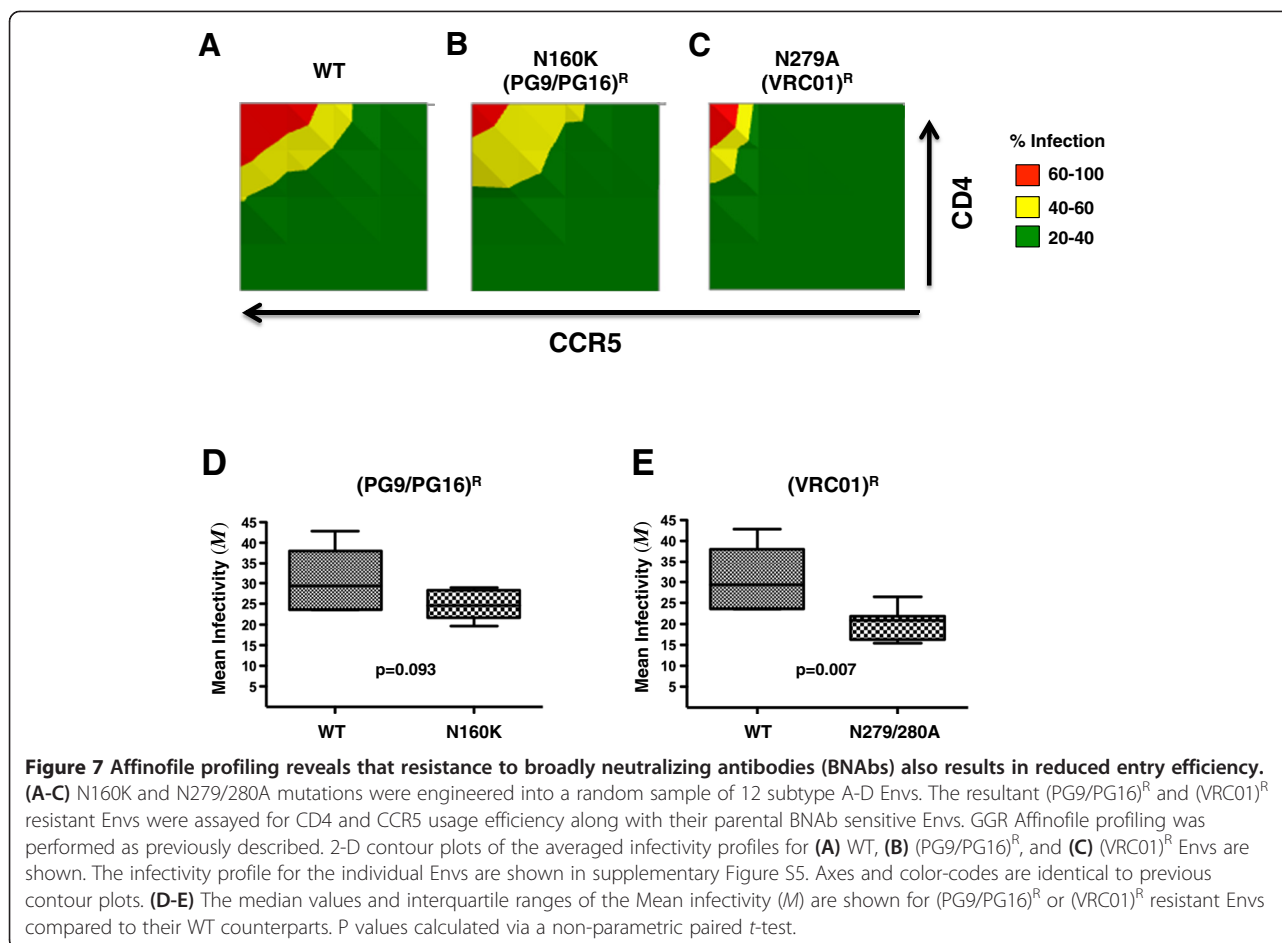 A
WT
B
N160K
(PG9/PG16)R
C
N279A
(VRC01)R
CD4
% Infection
60-100
40-60
20-40
CCR5
D
(PG9/PG16)R
Mean Infectivity (M)
45
40
35
30
25
20
15
10
5
p=0.093
WT
N160K
E
(VRC01)R
Mean Infectivity (M)
45
40
35
30
25
20
15
10
5
p=0.007
WT
N279/280A
Figure 7 Affinofile profiling reveals that resistance to broadly neutralizing antibodies (BNAbs) also results in reduced entry efficiency.
(A-C) N160K and N279/280A mutations were engineered into a random sample of 12 subtype A-D Envs. The resultant (PG9/PG16)R and (VRC01)R
resistant Envs were assayed for CD4 and CCR5 usage efficiency along with their parental BNAb sensitive Envs. GGR Affinofile profiling was
performed as previously described. 2-D contour plots of the averaged infectivity profiles for (A) WT, (B) (PG9/PG16)R, and (C) (VRC01)R Envs are
shown. The infectivity profile for the individual Envs are shown in supplementary Figure S5. Axes and color-codes are identical to previous
contour plots. (D-E) The median values and interquartile ranges of the Mean infectivity (M) are shown for (PG9/PG16)R or (VRC01)R resistant Envs
compared to their WT counterparts. P values calculated via a non-parametric paired t-test.